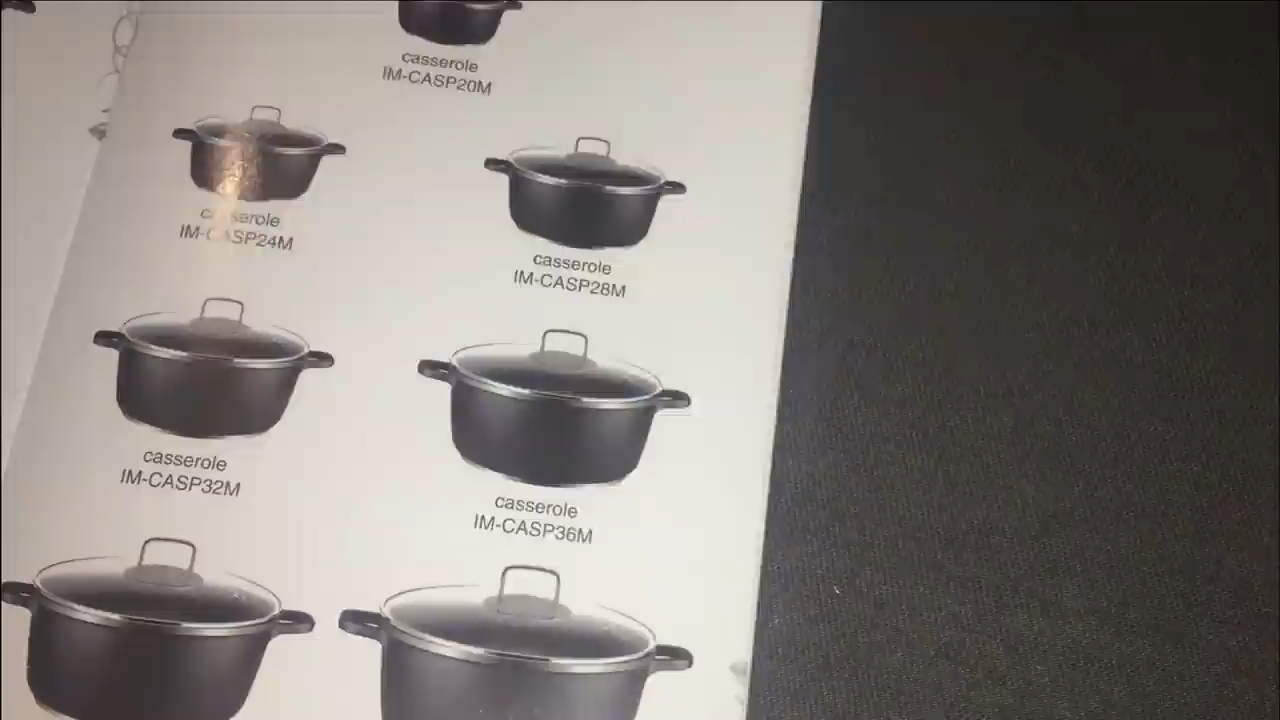 casserole
IM-CASP20M
casserole
IM-CASP24M
casserole
IM-CASP28M
casserole
IM-CASP32M
casserole
IM-CASP36M